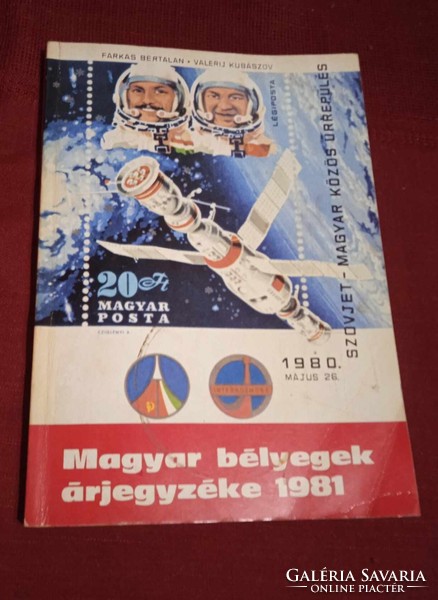 FARKAS BERTALAN • VALERIJ KUBASZOV
LÉGIPOSTA
SZOVJET-MAGYAR KÖZÖS ŰRREPÜLÉS
20 Ft
MAGYAR
POSTA
1980.
MÁJUS 26.
Magyar bélyegek
árjegyzéke 1981
GALÉRIA SAVARIA
ONLINE PIACTÉR